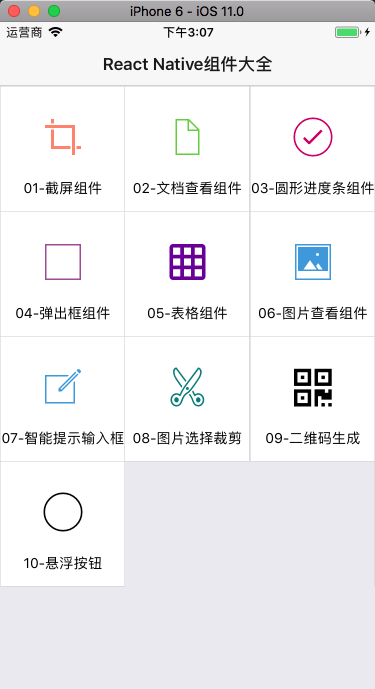 iPhone 6 - iOS 11.0
运营商 下午3:07
React Native组件大全
01-截屏组件
02-文档查看组件
03-圆形进度条组件
04-弹出框组件
05-表格组件
06-图片查看组件
07-智能提示输入框
08-图片选择裁剪
09-二维码生成
10-悬浮按钮